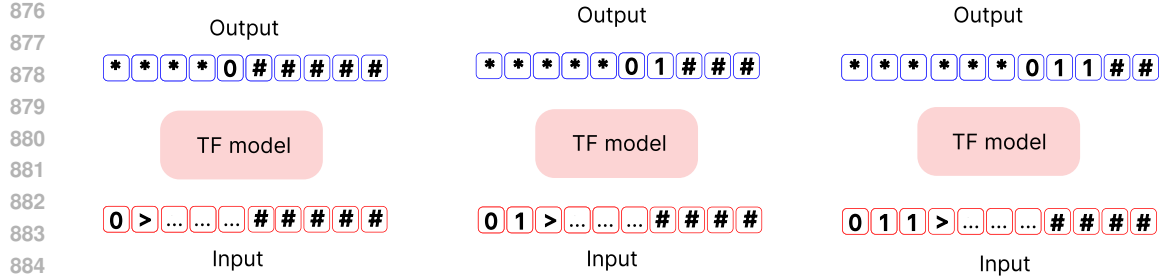 876
877
878
879
880
881
882
883
884
Output
* * * * 0 # # # # #
TF model
0 > ... ... ... # # # # #
Input
Output
* * * * * 0 1 # # #
TF model
0 1 > ... ... ... # # # #
Input
Output
* * * * * * 0 1 1 # #
TF model
0 1 1 > ... ... ... # # # #
Input